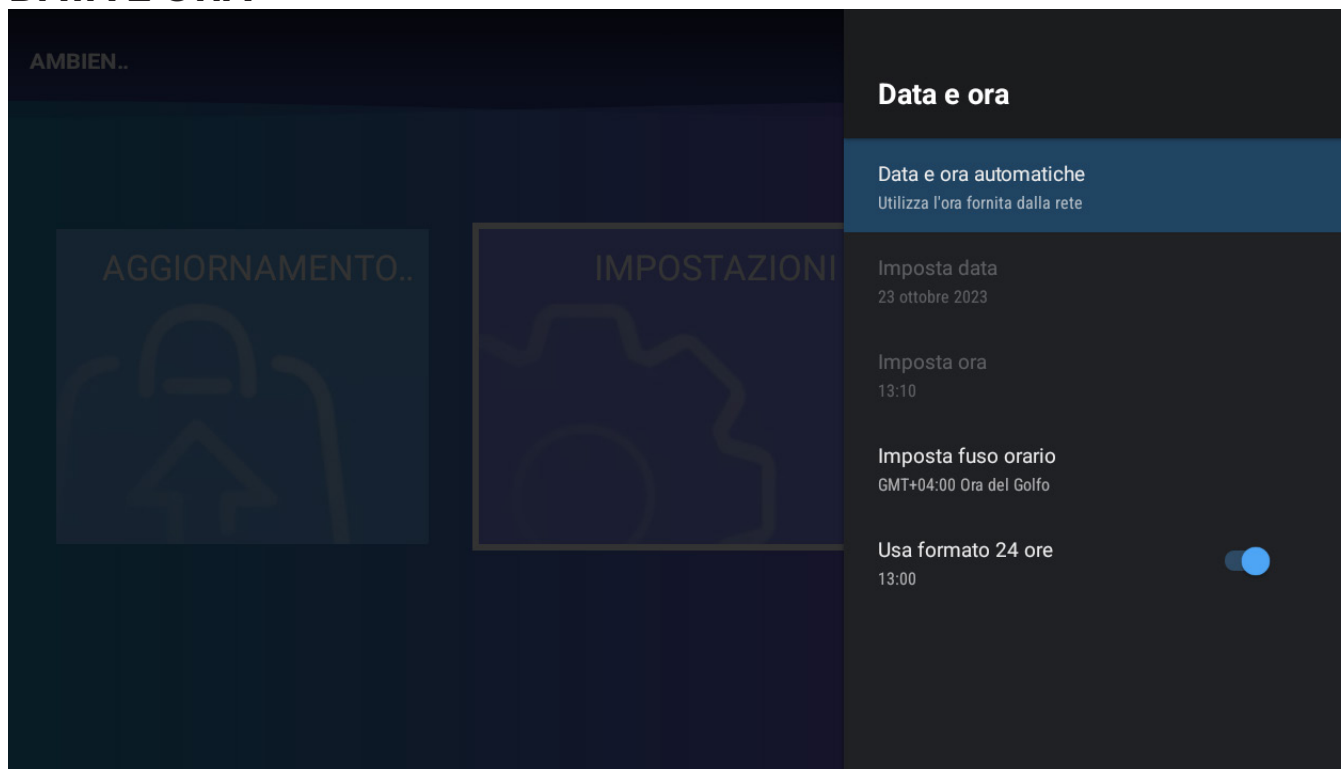 AMBIEN..
AGGIORNAMENTO..
IMPOSTAZIONI
Data e ora
Data e ora automatiche
Utilizza l'ora fornita dalla rete
Imposta data
23 ottobre 2023
Imposta ora
13:10
Imposta fuso orario
GMT+04:00 Ora del Golfo
Usa formato 24 ore
13:00